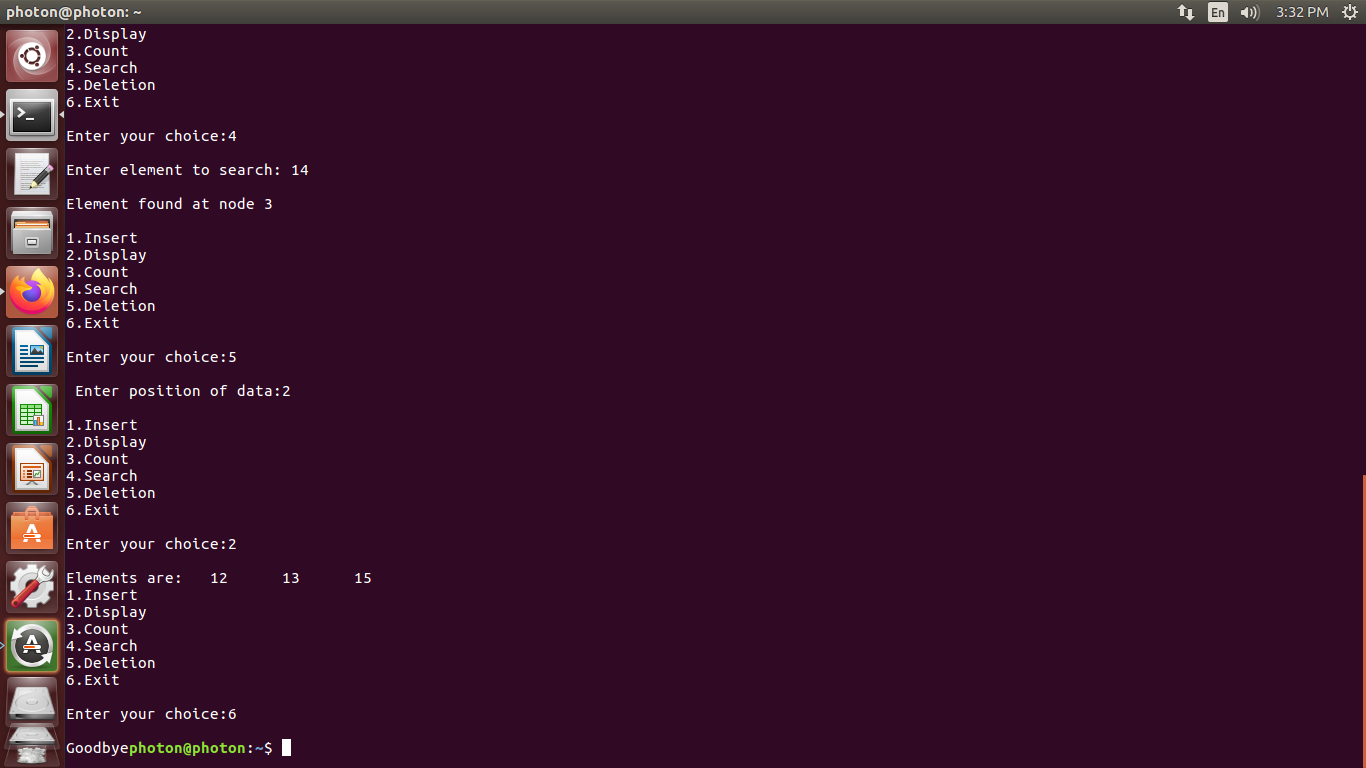 photon@photon: ~
En
3:32 PM
2.Display
3.Count
4.Search
5.Deletion
6.Exit
Enter your choice:4
Enter element to search: 14
Element found at node 3
1.Insert
2.Display
3.Count
4.Search
5.Deletion
6.Exit
Enter your choice:5
Enter position of data:2
1.Insert
2.Display
3.Count
4.Search
5.Deletion
6.Exit
Enter your choice:2
Elements are:   12      13      15
1.Insert
2.Display
3.Count
4.Search
5.Deletion
6.Exit
Enter your choice:6
Goodbyephoton@photon:~$